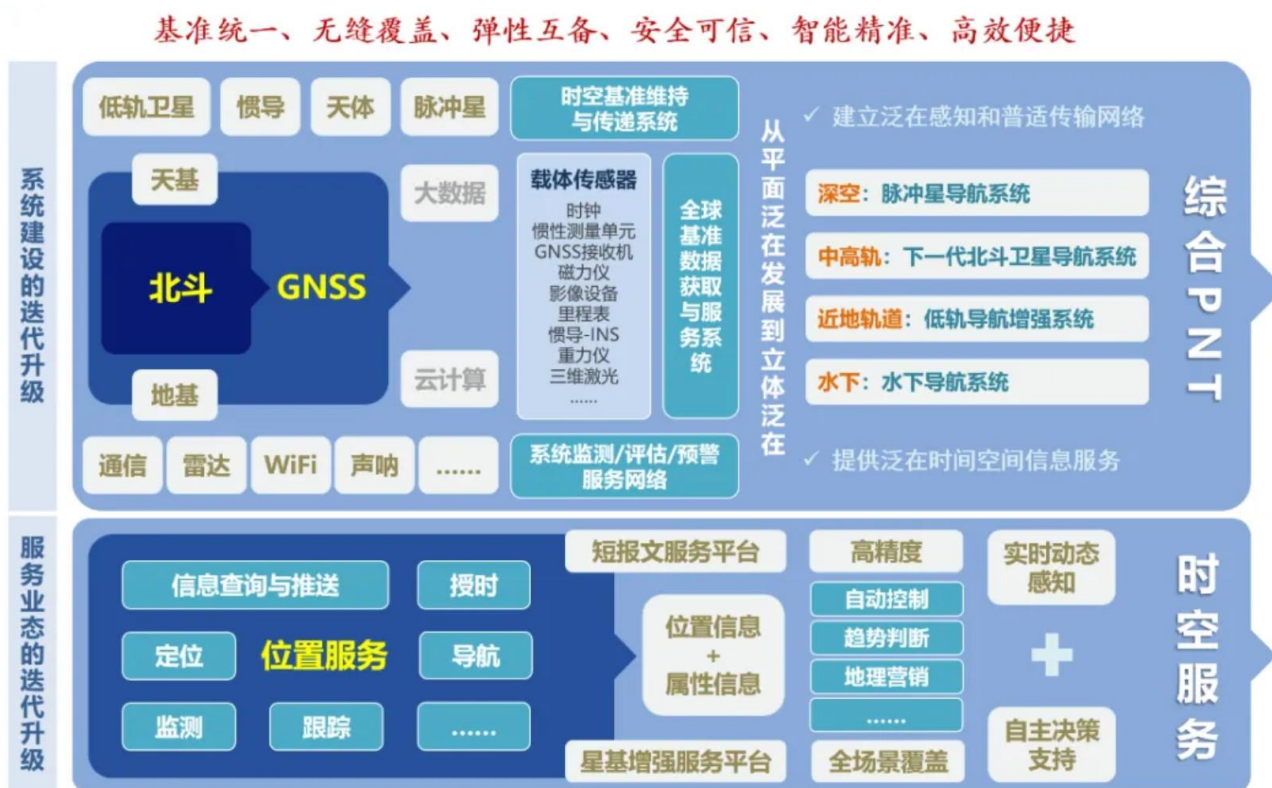 基准统一、无缝覆盖、弹性互备、安全可信、智能精准、高效便捷
系统建设的迭代升级
低轨卫星
惯导
天体
脉冲星
天基
北斗
GNSS
地基
大数据
云计算
通信
雷达
WiFi
声呐
……
时空基准维持
与传递系统
载体传感器
时钟
惯性测量单元
GNSS接收机
磁力仪
影像设备
里程表
惯导-INS
重力仪
三维激光
……
全球基准数据获取与服务系统
系统监测/评估/预警
服务网络
从平面泛在发展到立体泛在
✓ 建立泛在感知和普适传输网络
深空：脉冲星导航系统
中高轨：下一代北斗卫星导航系统
近地轨道：低轨导航增强系统
水下：水下导航系统
✓ 提供泛在时间空间信息服务
综合PNT
服务业态的迭代升级
信息查询与推送
授时
定位
位置服务
导航
监测
跟踪
……
短报文服务平台
位置信息
+
属性信息
星基增强服务平台
高精度
自动控制
趋势判断
地理营销
……
全场景覆盖
实时动态
感知
+
自主决策
支持
时空服务